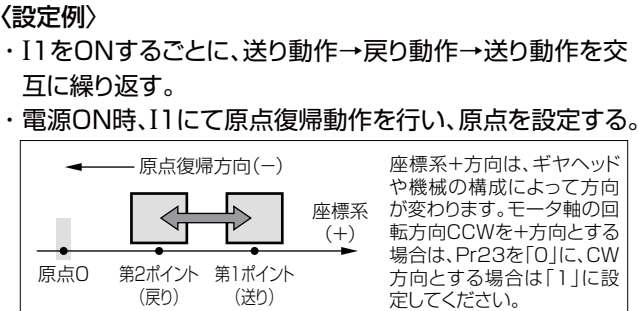 〈設定例〉
・I1をONするごとに、送り動作→戻り動作→送り動作を交
互に繰り返す。
・電源ON時、I1にて原点復帰動作を行い、原点を設定する。
原点復帰方向(−)
座標系
(+)
原点0
第2ポイント
(戻り)
第1ポイント
(送り)
座標系+方向は、ギヤヘッド
や機械の構成によって方向
が変わります。モータ軸の回
転方向CCWを+方向とする
場合は、Pr23を「0」に、CW
方向とする場合は「1」に設
定してください。